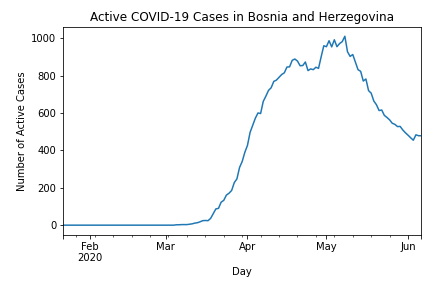 Active COVID-19 Cases in Bosnia and Herzegovina
Number of Active Cases
1000
800
600
400
200
0
Feb Mar Apr May Jun
2020
Day